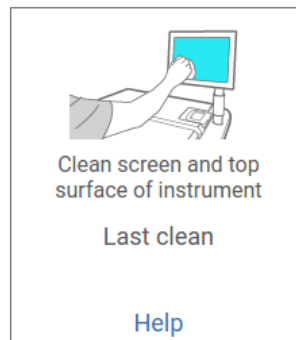 Clean screen and top
surface of instrument
Last clean
Help